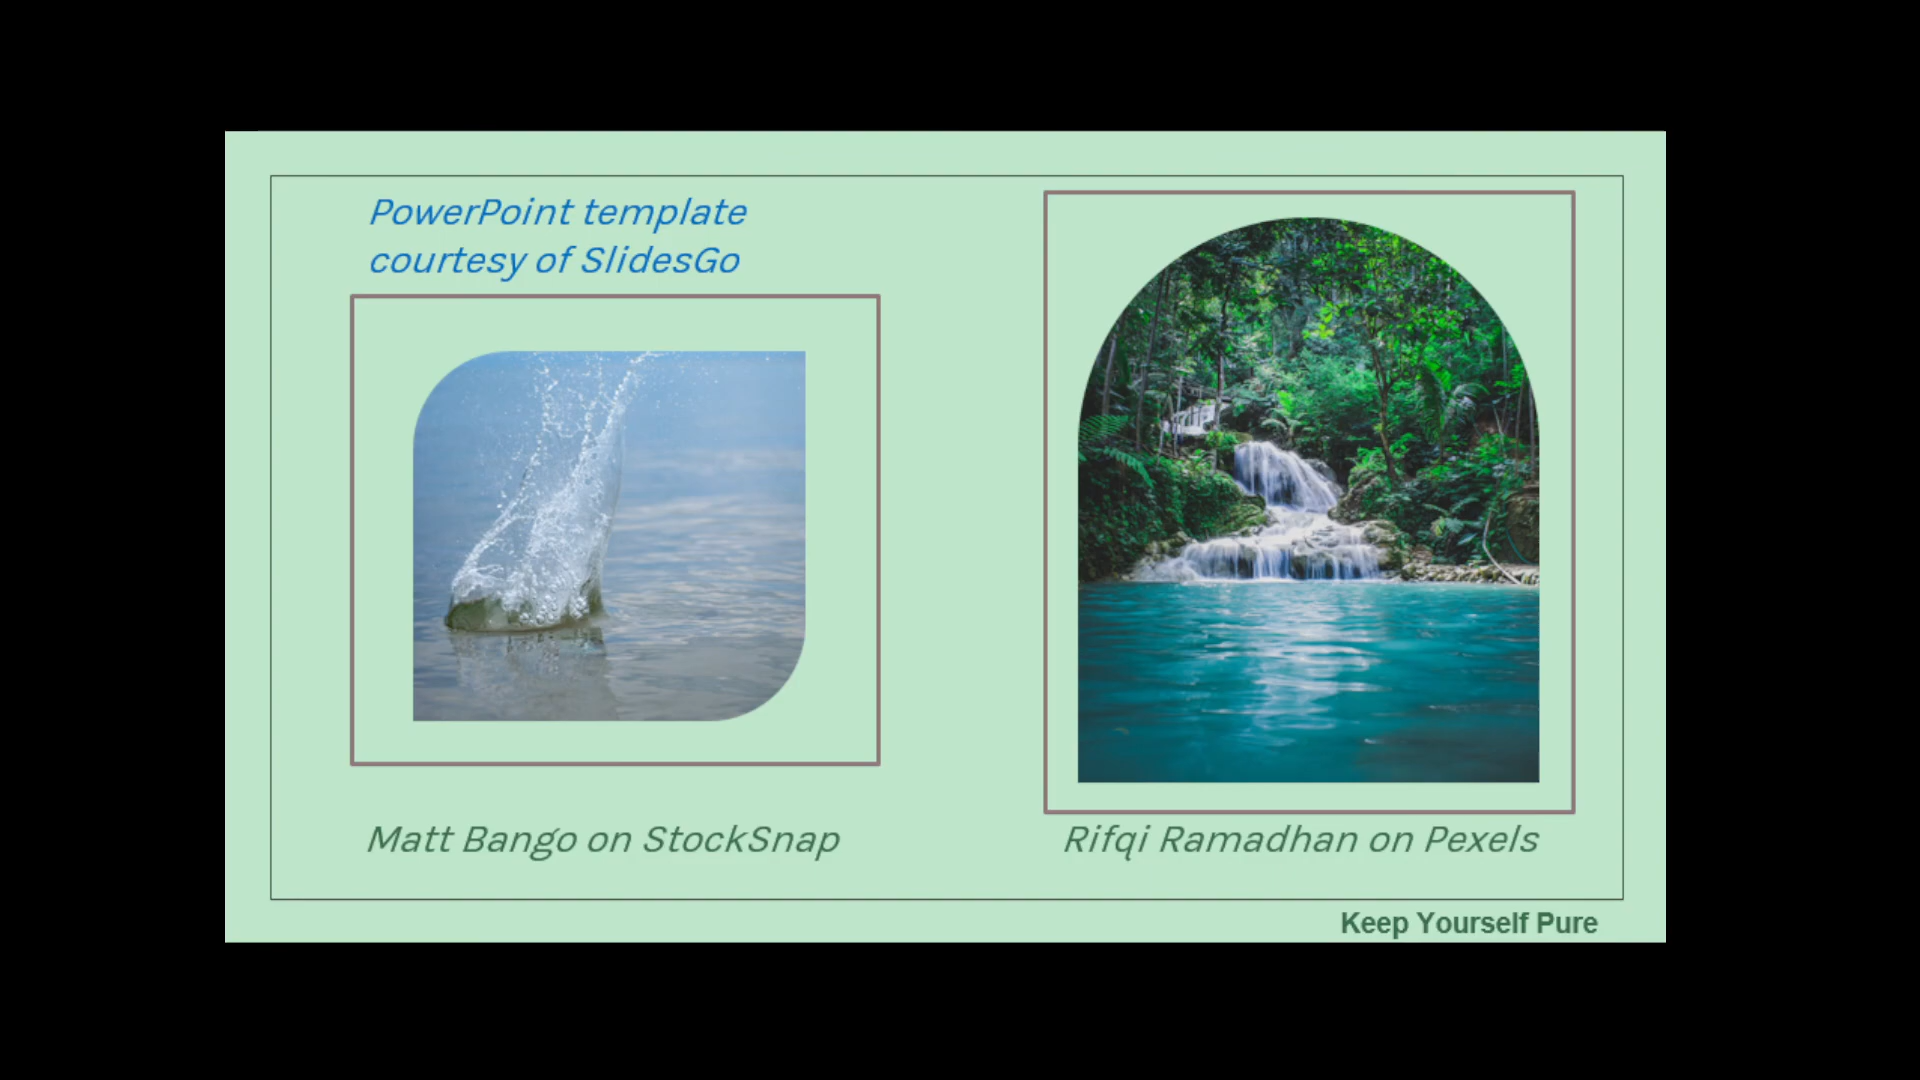 PowerPoint template
courtesy of SlidesGo
Matt Bango on StockSnap
Rifqi Ramadhan on Pexels
Keep Yourself Pure